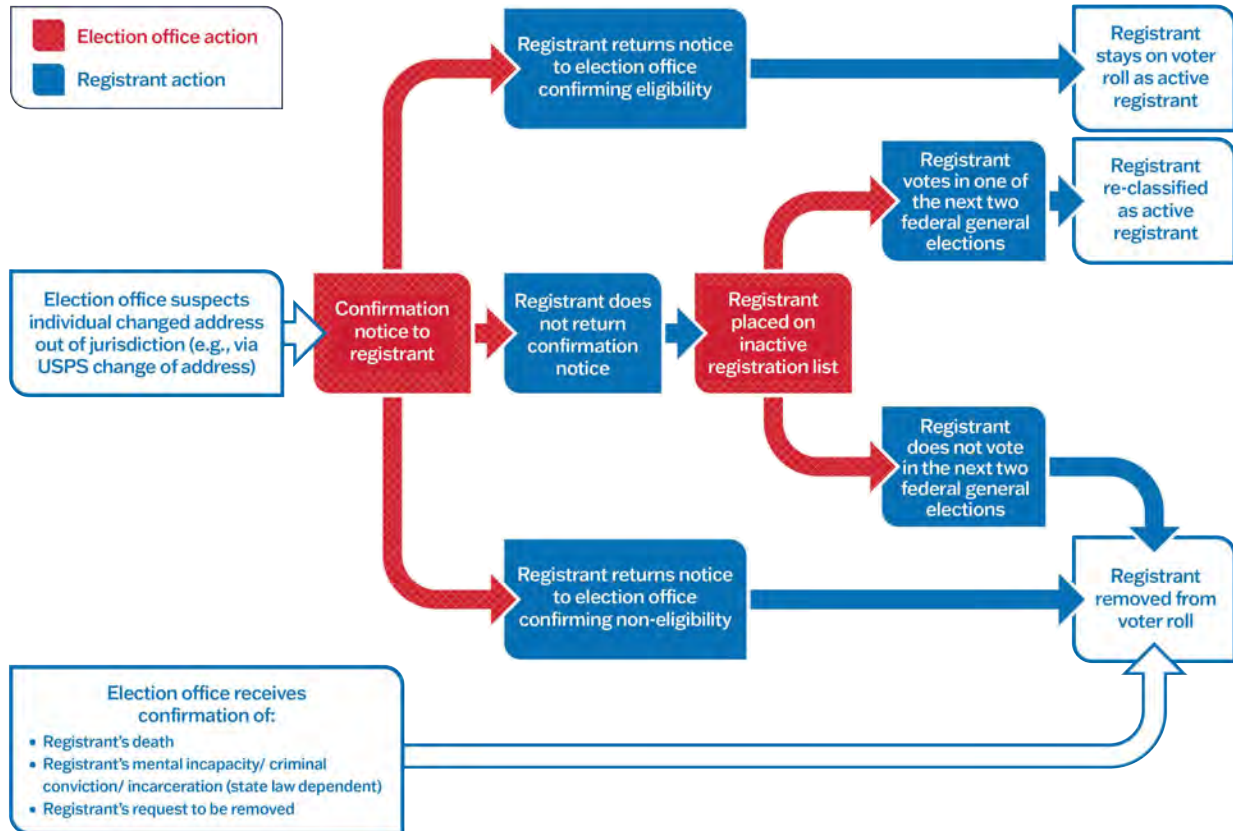 Election office action
Registrant action
Registrant returns notice
to election office
confirming eligibility
Registrant
stays on voter
roll as active
registrant
Registrant
votes in one of
the next two
federal general
elections
Registrant
re-classified
as active
registrant
Election office suspects
individual changed address
out of jurisdiction (e.g., via
USPS change of address)
Confirmation
notice to
registrant
Registrant does
not return
confirmation
notice
Registrant
placed on
inactive
registration list
Registrant
does not vote
in the next two
federal general
elections
Registrant returns notice
to election office
confirming non-eligibility
Registrant
removed from
voter roll
Election office receives
confirmation of:
• Registrant's death
• Registrant's mental incapacity/ criminal
conviction/ incarceration (state law dependent)
• Registrant's request to be removed